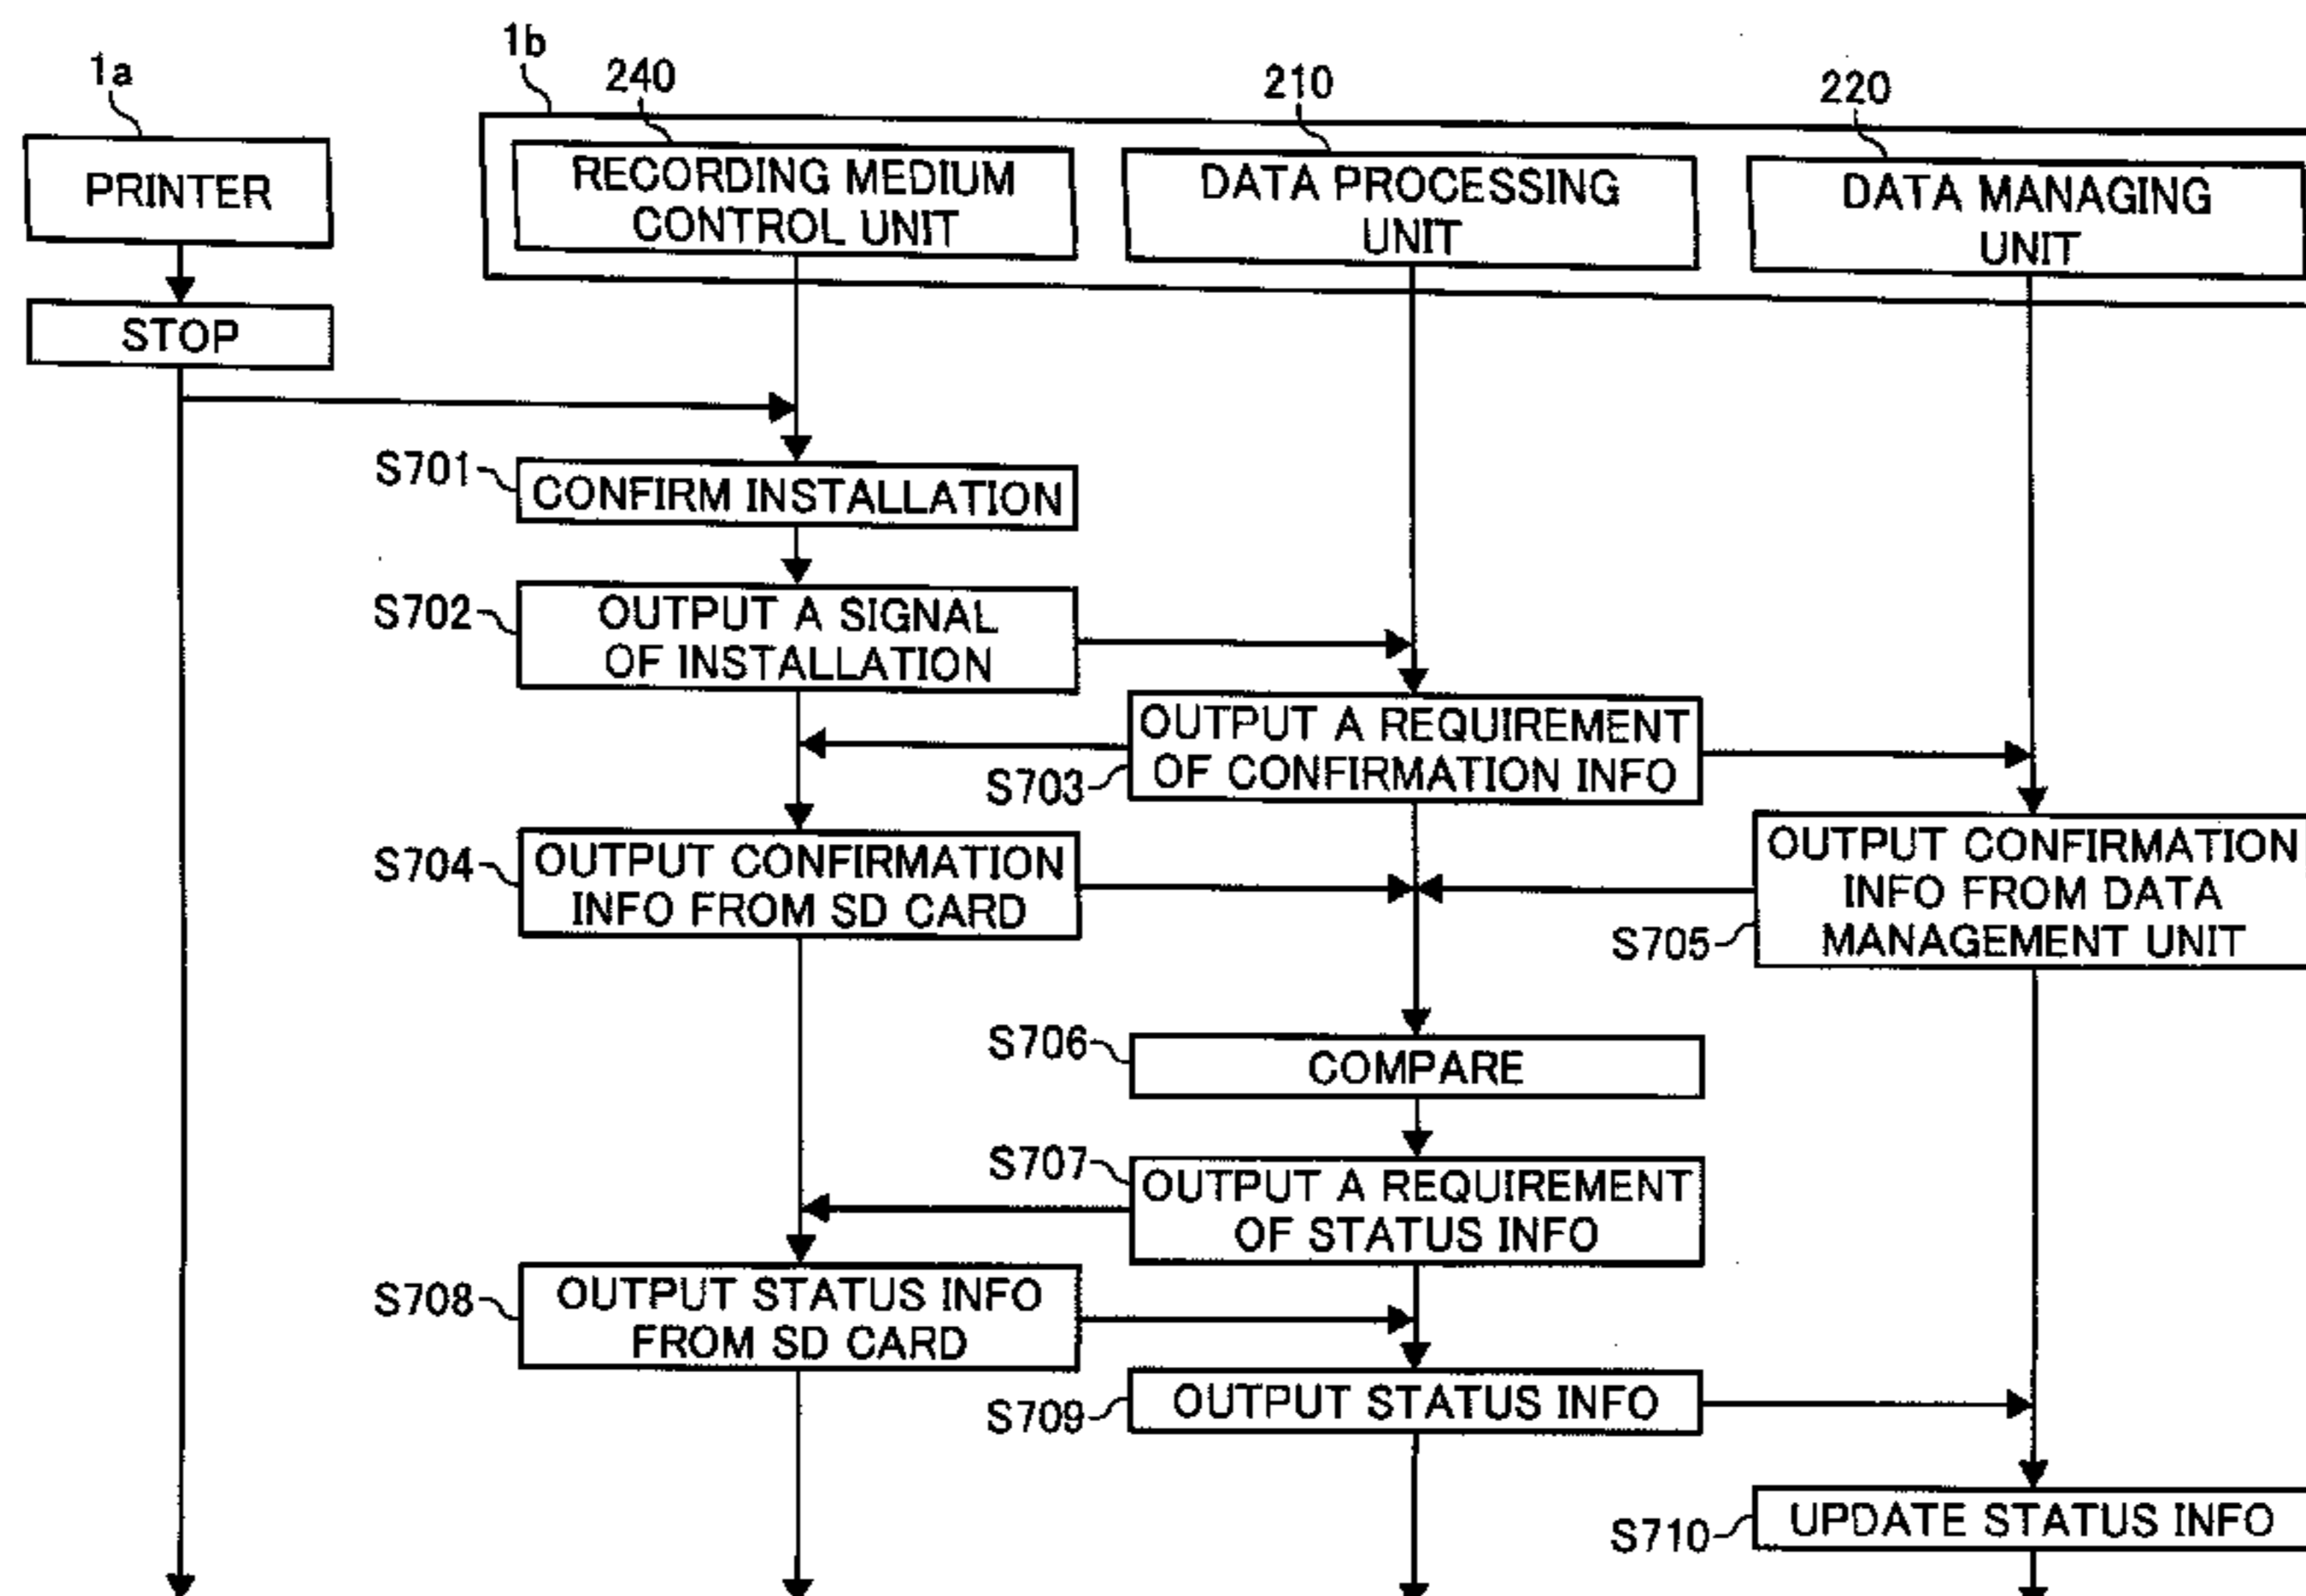 1b
1a
240
210
220
PRINTER
RECORDING MEDIUM
CONTROL UNIT
DATA PROCESSING
UNIT
DATA MANAGING
UNIT
STOP
S701
CONFIRM INSTALLATION
S702
OUTPUT A SIGNAL
OF INSTALLATION
OUTPUT A REQUIREMENT
OF CONFIRMATION INFO
S703
S704
OUTPUT CONFIRMATION
INFO FROM SD CARD
OUTPUT CONFIRMATION
INFO FROM DATA
MANAGEMENT UNIT
S705
S706
COMPARE
S707
OUTPUT A REQUIREMENT
OF STATUS INFO
S708
OUTPUT STATUS INFO
FROM SD CARD
S709
OUTPUT STATUS INFO
S710
UPDATE STATUS INFO